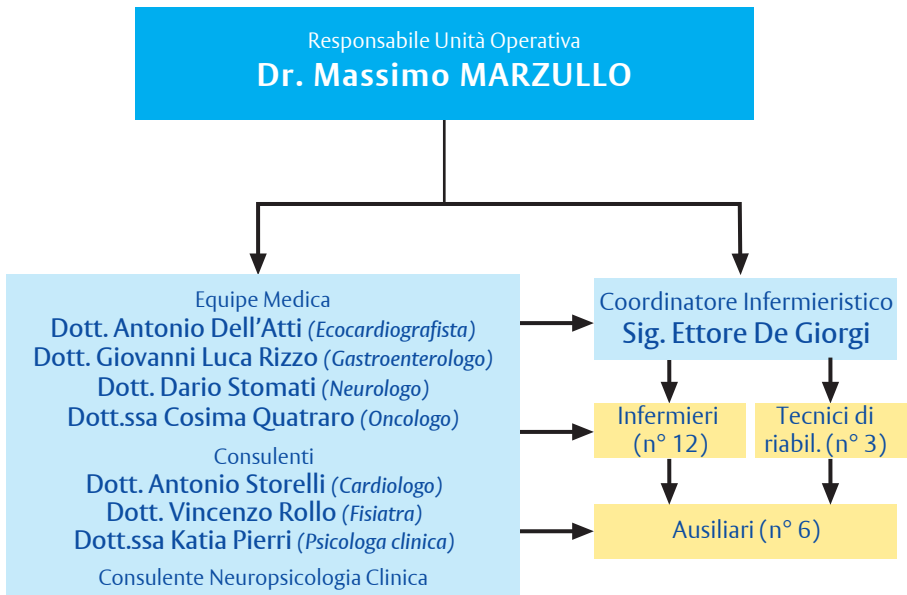 Responsabile Unità Operativa
Dr. Massimo MARZULLO
Equipe Medica
Dott. Antonio Dell'Atti (Ecocardiografista)
Dott. Giovanni Luca Rizzo (Gastroenterologo)
Dott. Dario Stomati (Neurologo)
Dott.ssa Cosima Quatraro (Oncologo)
Consulenti
Dott. Antonio Storelli (Cardiologo)
Dott. Vincenzo Rollo (Fisiatra)
Dott.ssa Katia Pierri (Psicologa clinica)
Consulente Neuropsicologia Clinica
Coordinatore Infermieristico
Sig. Ettore De Giorgi
Infermieri
(n° 12)
Tecnici di
riabil. (n° 3)
Ausiliari (n° 6)